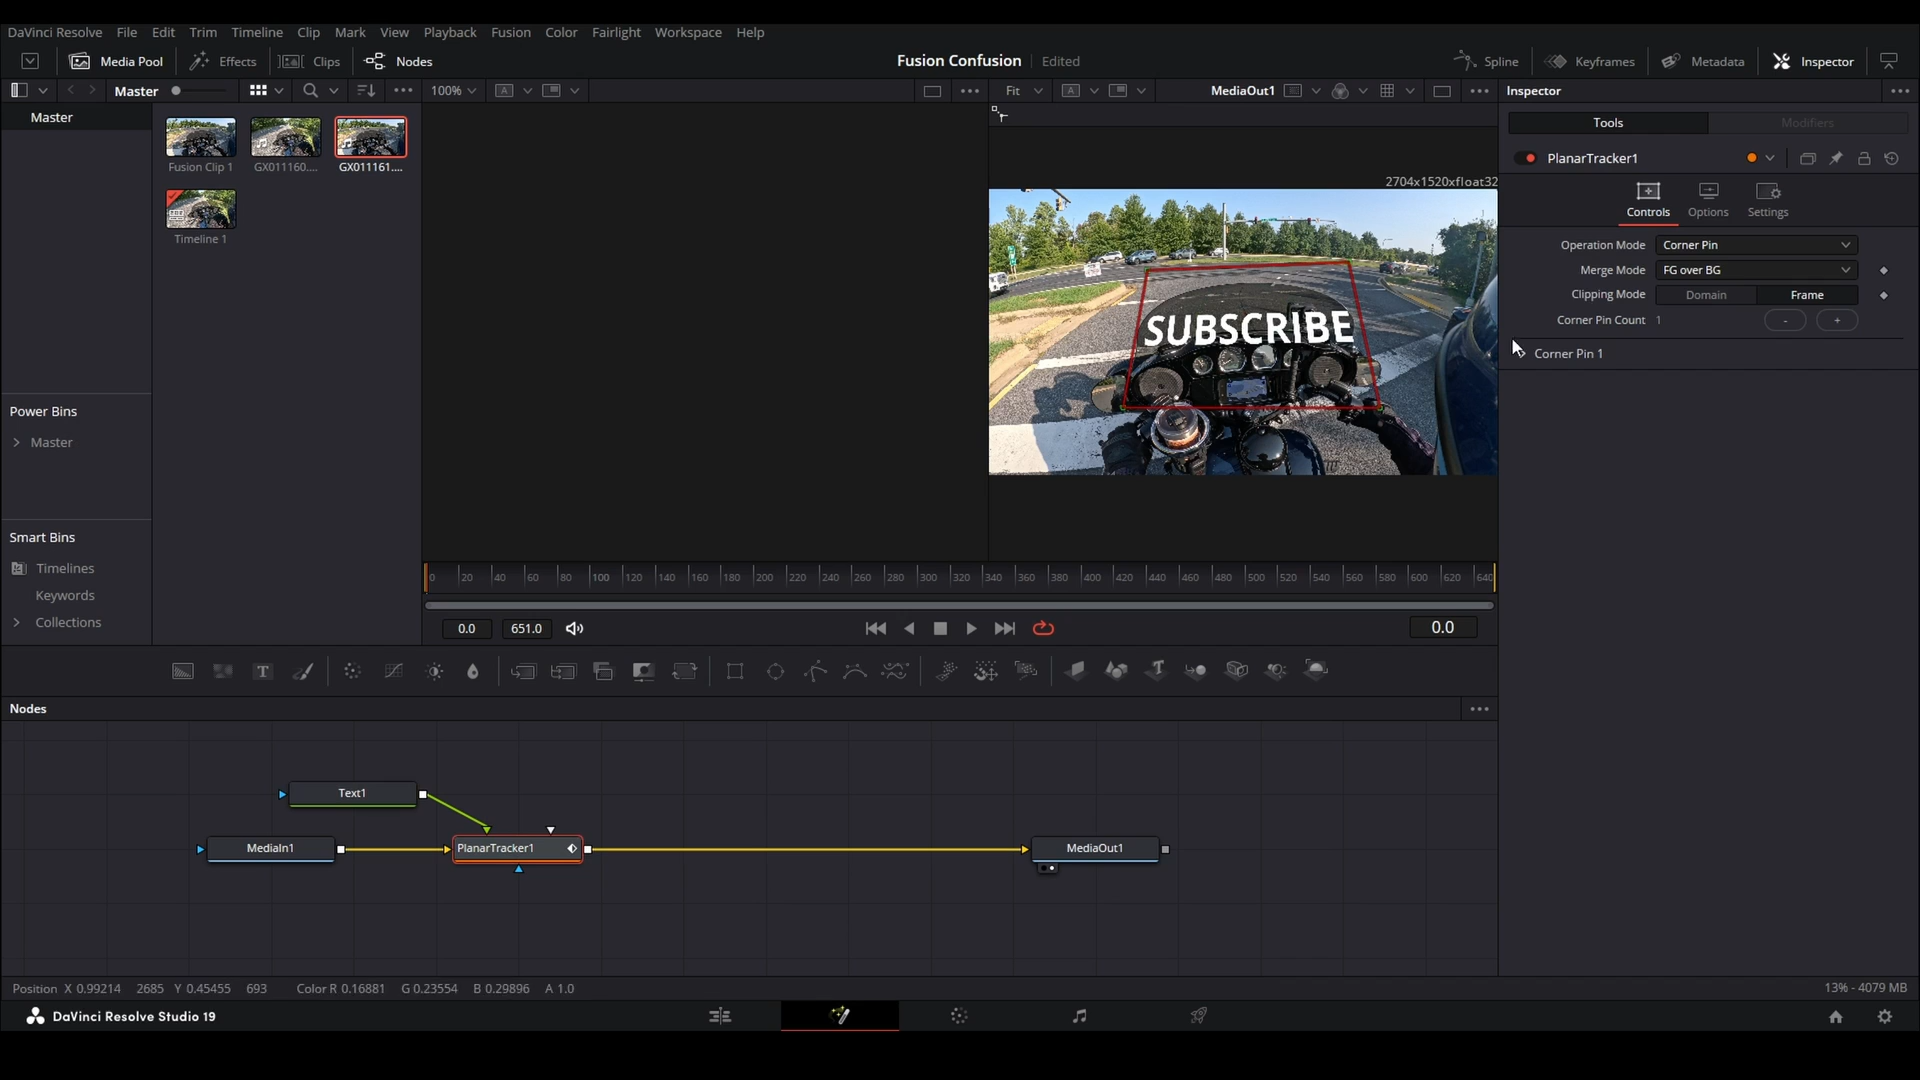 DaVinci Resolve File Edit Trim Timeline Clip Mark View Playback Fusion Color Fairlight Workspace Help
Media Pool Effects Clips Nodes Fusion Confusion Edited Spline Keyframes Metadata Inspector
Master 100% Fit MediaOut1 Inspector
Master
Tools Modifiers
Fusion Clip 1 GX011160.... GX011161....
PlanarTracker1
2704x1520xfloat32
Controls Options Settings
Timeline 1
Operation Mode Corner Pin
Merge Mode FG over BG
Clipping Mode Domain Frame
Corner Pin Count 1 - +
SUBSCRIBE
Corner Pin 1
Power Bins
Master
Smart Bins
Timelines
Keywords
Collections
0 20 40 60 80 100 120 140 160 180 200 220 240 260 280 300 320 340 360 380 400 420 440 460 480 500 520 540 560 580 600 620 640
0.0 651.0 0.0
Nodes
Text1
MediaIn1 PlanarTracker1 MediaOut1
Position X 0.99214 2685 Y 0.45455 693 Color R 0.16881 G 0.23554 B 0.29896 A 1.0 13% - 4079 MB
DaVinci Resolve Studio 19